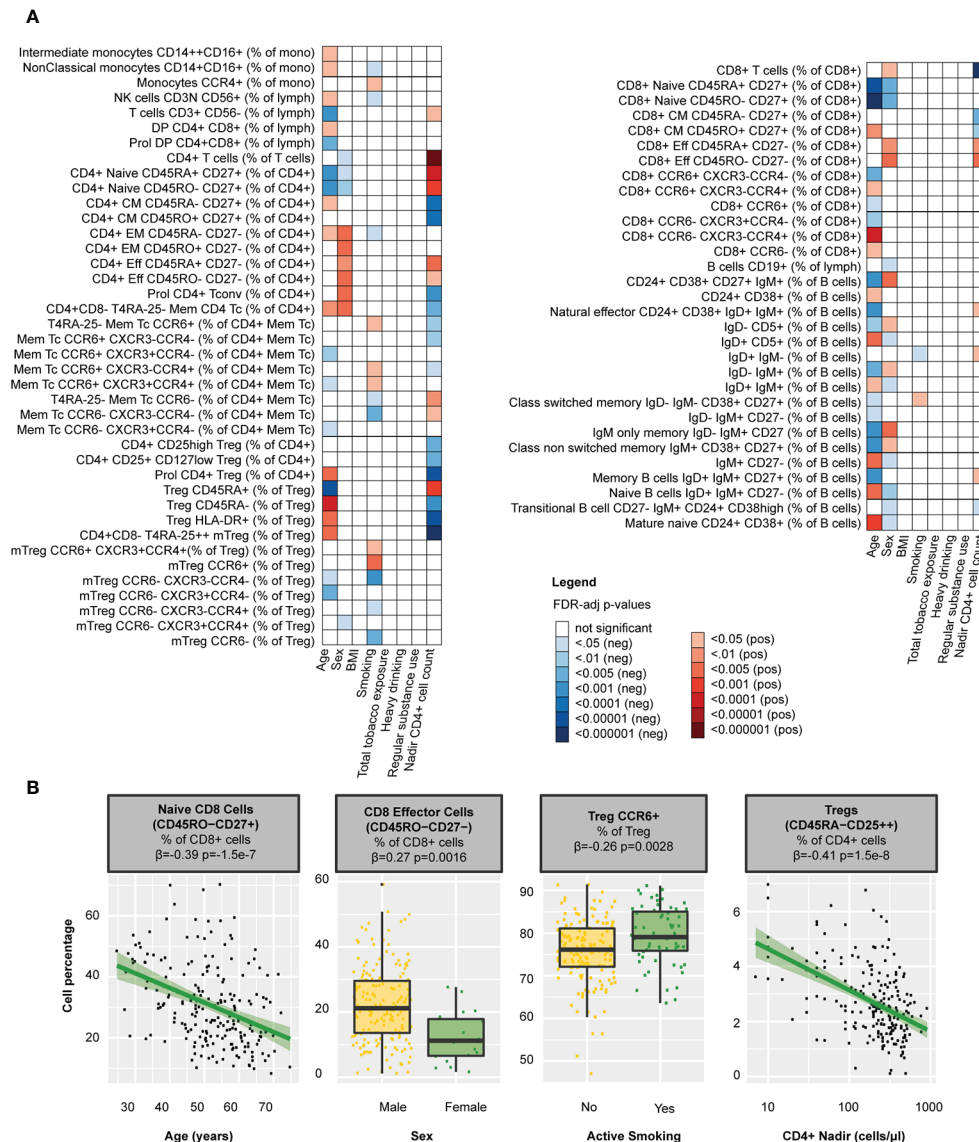 A
Intermediate monocytes CD14++CD16+ (% of mono)
NonClassical monocytes CD14+CD16+ (% of mono)
Monocytes CCR4+ (% of mono)
NK cells CD3N CD56+ (% of lymph)
T cells CD3+ CD56- (% of lymph)
DP CD4+ CD8+ (% of lymph)
Prol DP CD4+CD8+ (% of lymph)
CD4+ T cells (% of T cells)
CD4+ Naive CD45RA+ CD27+ (% of CD4+)
CD4+ Naive CD45RO- CD27+ (% of CD4+)
CD4+ CM CD45RA- CD27+ (% of CD4+)
CD4+ CM CD45RO+ CD27+ (% of CD4+)
CD4+ EM CD45RA- CD27- (% of CD4+)
CD4+ EM CD45RO+ CD27- (% of CD4+)
CD4+ Eff CD45RA+ CD27- (% of CD4+)
CD4+ Eff CD45RO- CD27- (% of CD4+)
Prol CD4+ Tconv (% of CD4+)
CD4+CD8- T4RA-25- Mem CD4 Tc (% of CD4+)
T4RA-25- Mem Tc CCR6+ (% of CD4+ Mem Tc)
Mem Tc CCR6+ CXCR3-CCR4- (% of CD4+ Mem Tc)
Mem Tc CCR6+ CXCR3+CCR4- (% of CD4+ Mem Tc)
Mem Tc CCR6+ CXCR3-CCR4+ (% of CD4+ Mem Tc)
Mem Tc CCR6+ CXCR3+CCR4+ (% of CD4+ Mem Tc)
T4RA-25- Mem Tc CCR6- (% of CD4+ Mem Tc)
Mem Tc CCR6- CXCR3-CCR4- (% of CD4+ Mem Tc)
Mem Tc CCR6- CXCR3+CCR4- (% of CD4+ Mem Tc)
CD4+ CD25high Treg (% of CD4+)
CD4+ CD25+ CD127low Treg (% of CD4+)
Prol CD4+ Treg (% of CD4+)
Treg CD45RA+ (% of Treg)
Treg CD45RA- (% of Treg)
Treg HLA-DR+ (% of Treg)
CD4+CD8- T4RA-25++ mTreg (% of Treg)
mTreg CCR6+ CXCR3+CCR4+(% of Treg) (% of Treg)
mTreg CCR6+ (% of Treg)
mTreg CCR6- CXCR3-CCR4- (% of Treg)
mTreg CCR6- CXCR3+CCR4- (% of Treg)
mTreg CCR6- CXCR3-CCR4+ (% of Treg)
mTreg CCR6- CXCR3+CCR4+ (% of Treg)
mTreg CCR6- (% of Treg)
Age
Sex
BMI
Smoking
Total tobacco exposure
Heavy drinking
Regular substance use
Nadir CD4+ cell count
CD8+ T cells (% of CD8+)
CD8+ Naive CD45RA+ CD27+ (% of CD8+)
CD8+ Naive CD45RO- CD27+ (% of CD8+)
CD8+ CM CD45RA- CD27+ (% of CD8+)
CD8+ CM CD45RO+ CD27+ (% of CD8+)
CD8+ Eff CD45RA+ CD27- (% of CD8+)
CD8+ Eff CD45RO- CD27- (% of CD8+)
CD8+ CCR6+ CXCR3-CCR4- (% of CD8+)
CD8+ CCR6+ CXCR3-CCR4+ (% of CD8+)
CD8+ CCR6+ (% of CD8+)
CD8+ CCR6- CXCR3+CCR4- (% of CD8+)
CD8+ CCR6- CXCR3-CCR4+ (% of CD8+)
CD8+ CCR6- (% of CD8+)
B cells CD19+ (% of lymph)
CD24+ CD38+ CD27+ IgM+ (% of B cells)
CD24+ CD38+ (% of B cells)
Natural effector CD24+ CD38+ IgD+ IgM+ (% of B cells)
IgD- CD5+ (% of B cells)
IgD+ CD5+ (% of B cells)
IgD+ IgM- (% of B cells)
IgD- IgM+ (% of B cells)
IgD+ IgM+ (% of B cells)
Class switched memory IgD- IgM- CD38+ CD27+ (% of B cells)
IgD- IgM+ CD27- (% of B cells)
IgM only memory IgD- IgM+ CD27 (% of B cells)
Class non switched memory IgM+ CD38+ CD27+ (% of B cells)
IgM+ CD27- (% of B cells)
Memory B cells IgD+ IgM+ CD27+ (% of B cells)
Naive B cells IgD+ IgM+ CD27- (% of B cells)
Transitional B cell CD27- IgM+ CD24+ CD38high (% of B cells)
Mature naive CD24+ CD38+ (% of B cells)
Age
Sex
BMI
Smoking
Total tobacco exposure
Heavy drinking
Regular substance use
Nadir CD4+ cell count
Legend
FDR-adj p-values
not significant
<.05 (neg)
<.01 (neg)
<.005 (neg)
<.001 (neg)
<.0001 (neg)
<.00001 (neg)
<0.000001 (neg)
<0.05 (pos)
<.01 (pos)
<0.005 (pos)
<0.001 (pos)
<0.0001 (pos)
<0.00001 (pos)
<0.000001 (pos)
B
Naive CD8 Cells
(CD45RO−CD27+)
% of CD8+ cells
β=-0.39 p=-1.5e-7
Cell percentage
60
40
20
30 40 50 60 70
Age (years)
CD8 Effector Cells
(CD45RO−CD27−)
% of CD8+ cells
β=0.27 p=0.0016
60
40
20
0
Male Female
Sex
Treg CCR6+
% of Treg
β=-0.26 p=0.0028
90
80
70
60
50
No Yes
Active Smoking
Tregs
(CD45RA−CD25++)
% of CD4+ cells
β=-0.41 p=1.5e-8
6
4
2
0
10 100 1000
CD4+ Nadir (cells/µl)